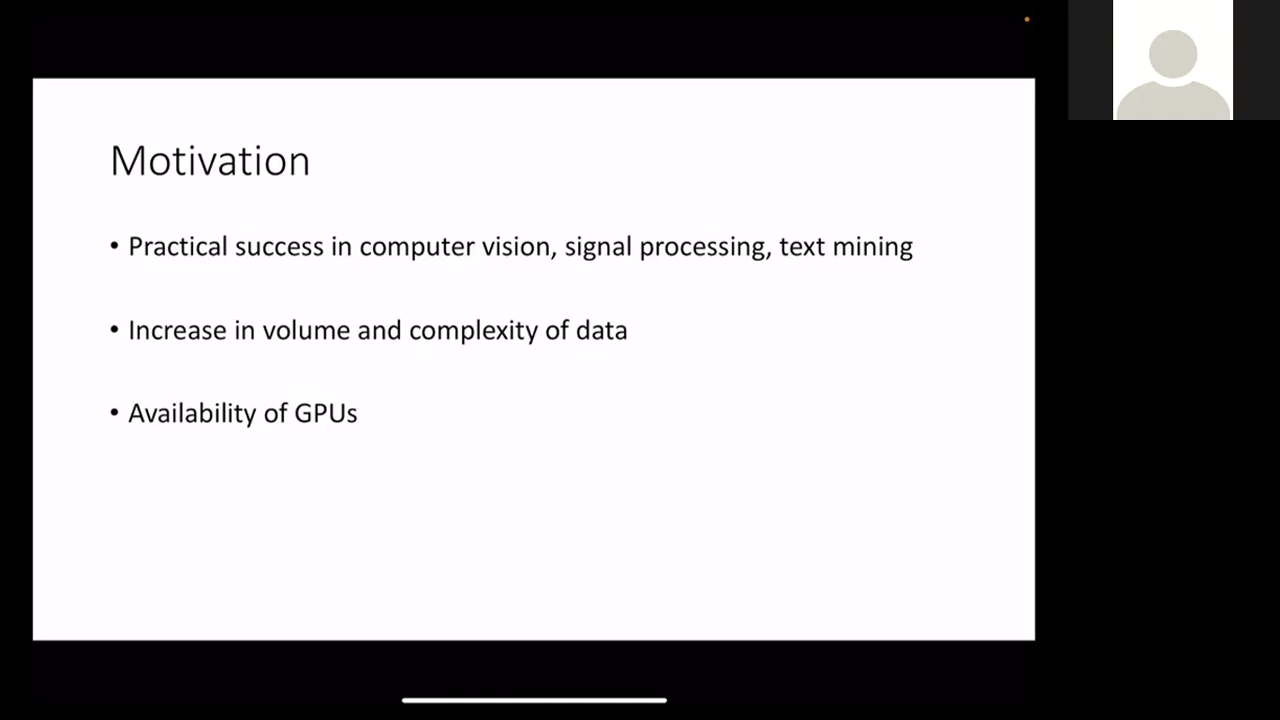 Motivation
• Practical success in computer vision, signal processing, text mining
• Increase in volume and complexity of data
• Availability of GPUs